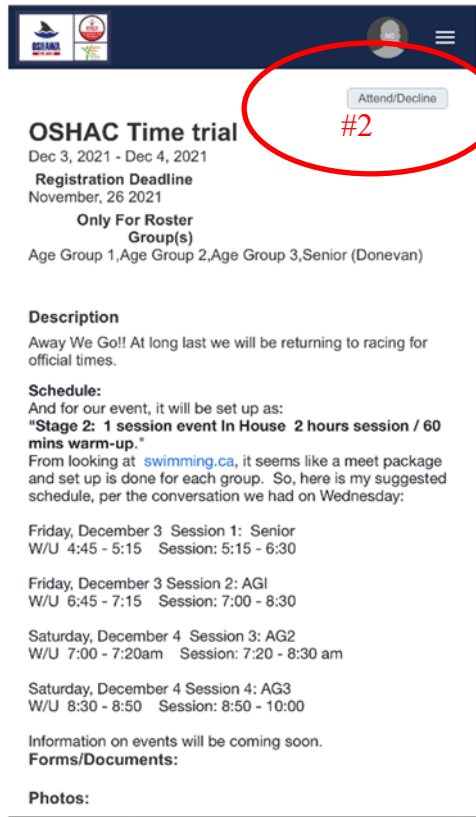 OSHAWA
NO
Attend/Decline
#2
OSHAC Time trial
Dec 3, 2021 - Dec 4, 2021
Registration Deadline
November, 26 2021
Only For Roster
Group(s)
Age Group 1,Age Group 2,Age Group 3,Senior (Donevan)
Description
Away We Go!! At long last we will be returning to racing for
official times.
Schedule:
And for our event, it will be set up as:
"Stage 2: 1 session event In House 2 hours session / 60
mins warm-up."
From looking at swimming.ca, it seems like a meet package
and set up is done for each group. So, here is my suggested
schedule, per the conversation we had on Wednesday:
Friday, December 3 Session 1: Senior
W/U 4:45 - 5:15 Session: 5:15 - 6:30
Friday, December 3 Session 2: AGI
W/U 6:45 - 7:15 Session: 7:00 - 8:30
Saturday, December 4 Session 3: AG2
W/U 7:00 - 7:20am Session: 7:20 - 8:30 am
Saturday, December 4 Session 4: AG3
W/U 8:30 - 8:50 Session: 8:50 - 10:00
Information on events will be coming soon.
Forms/Documents:
Photos: